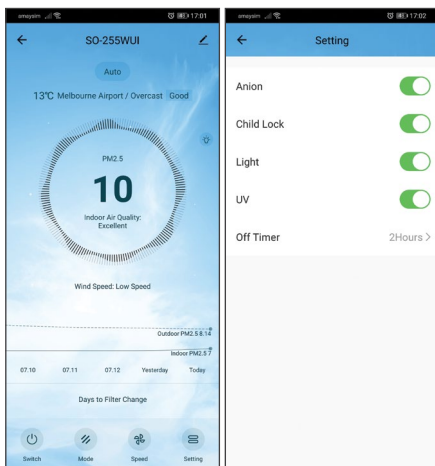 amaysim 17:01
SO-255WUI
Auto
13°C Melbourne Airport / Overcast Good
PM2.5
10
Indoor Air Quality:
Excellent
Wind Speed: Low Speed
Outdoor PM2.5 8.14
Indoor PM2.5 7
07.10 07.11 07.12 Yesterday Today
Days to Filter Change
Switch Mode Speed Setting
amaysim 17:02
Setting
Anion
Child Lock
Light
UV
Off Timer 2Hours >